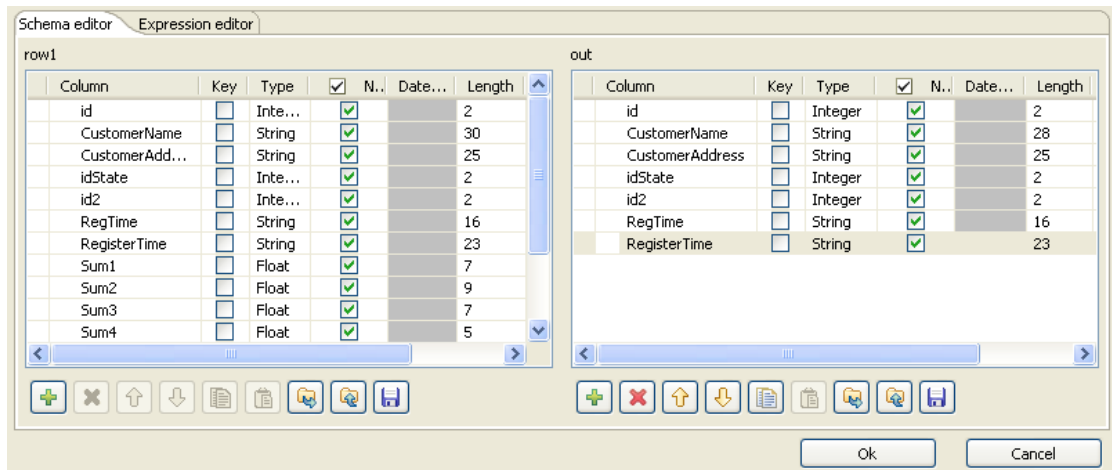 Schema editor Expression editor
row1
Column Key Type N.. Date... Length
id Inte... 2
CustomerName String 30
CustomerAdd... String 25
idState Inte... 2
id2 Inte... 2
RegTime String 16
RegisterTime String 23
Sum1 Float 7
Sum2 Float 9
Sum3 Float 7
Sum4 Float 5
out
Column Key Type N.. Date... Length
id Integer 2
CustomerName String 28
CustomerAddress String 25
idState Integer 2
id2 Integer 2
RegTime String 16
RegisterTime String 23
Ok Cancel